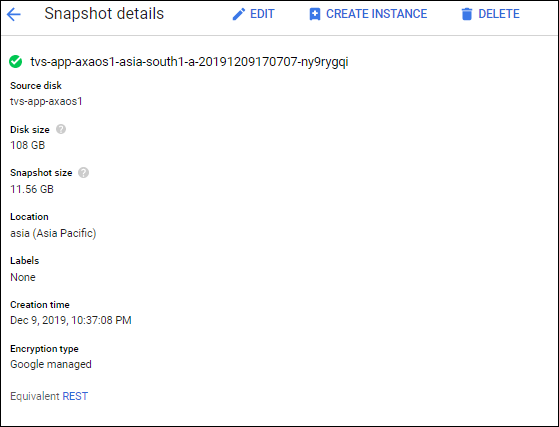 Snapshot details
EDIT
CREATE INSTANCE
DELETE
tvs-app-axaos1-asia-south1-a-20191209170707-ny9rygqi
Source disk
tvs-app-axaos1
Disk size ?
108 GB
Snapshot size ?
11.56 GB
Location
asia (Asia Pacific)
Labels
None
Creation time
Dec 9, 2019, 10:37:08 PM
Encryption type
Google managed
Equivalent REST